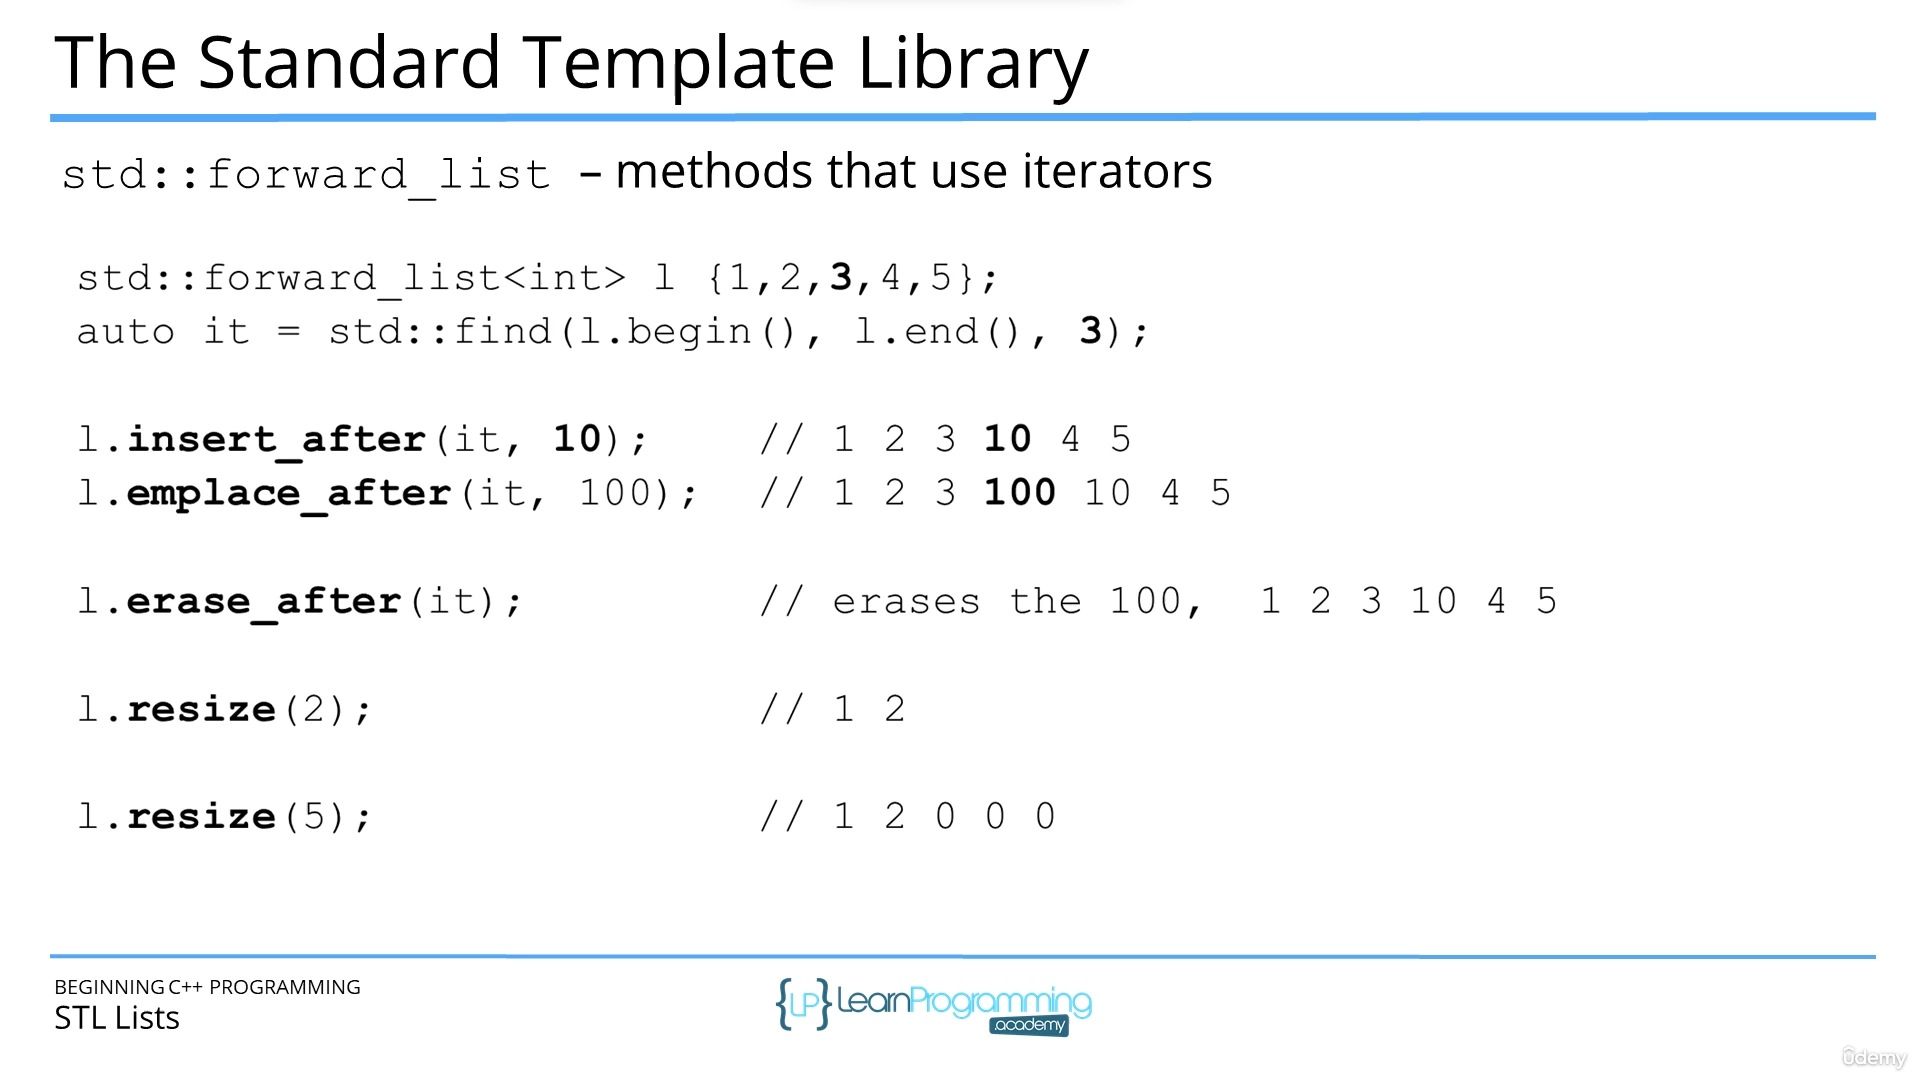 The Standard Template Library
std::forward_list – methods that use iterators
std::forward_list<int> l {1,2,3,4,5};
auto it = std::find(l.begin(), l.end(), 3);
l.insert_after(it, 10); // 1 2 3 10 4 5
l.emplace_after(it, 100); // 1 2 3 100 10 4 5
l.erase_after(it); // erases the 100, 1 2 3 10 4 5
l.resize(2); // 1 2
l.resize(5); // 1 2 0 0 0
BEGINNING C++ PROGRAMMING
STL Lists
{LP} LearnProgramming
.academy
ûdemy